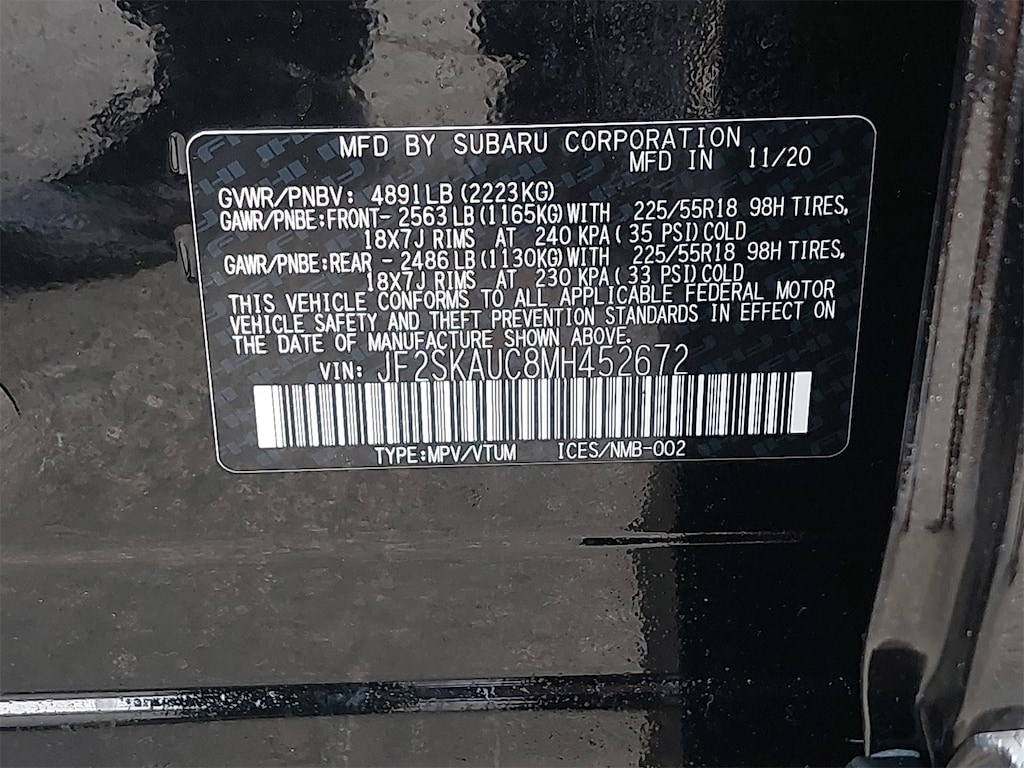 MFD BY SUBARU CORPORATION
MFD IN 11/20
GVWR/PNBV: 4891LB (2223KG)
GAWR/PNBE:FRONT- 2563 LB (1165KG) WITH 225/55R18 98H TIRES,
18X7J RIMS AT 240 KPA ( 35 PSI) COLD
GAWR/PNBE:REAR - 2486 LB (1130KG) WITH 225/55R18 98H TIRES,
18X7J RIMS AT 230 KPA ( 33 PSI) COLD
THIS VEHICLE CONFORMS TO ALL APPLICABLE FEDERAL MOTOR
VEHICLE SAFETY AND THEFT PREVENTION STANDARDS IN EFFECT ON
THE DATE OF MANUFACTURE SHOWN ABOVE.
VIN: JF2SKAUC8MH452672
TYPE:MPV/VTUM ICES/NMB-002